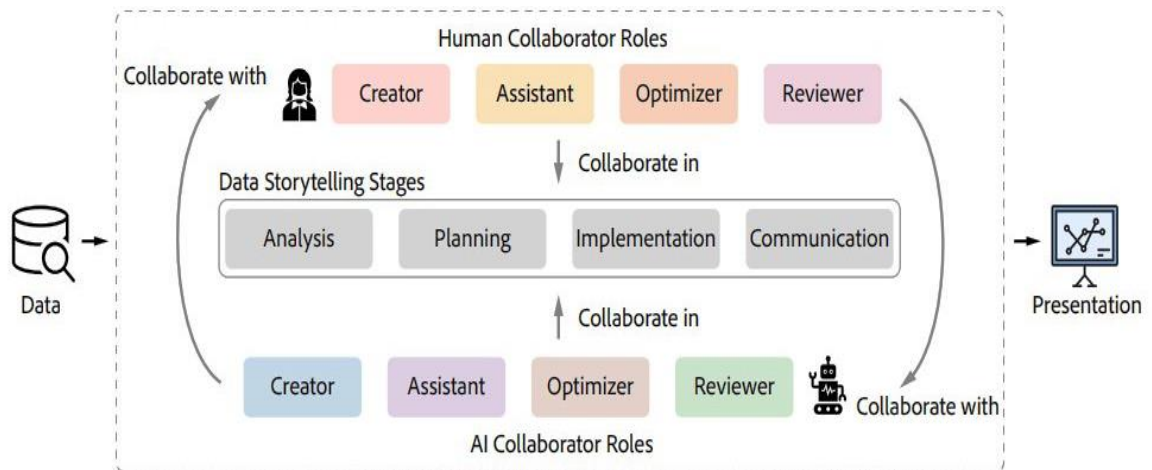 Human Collaborator Roles
Collaborate with
Creator
Assistant
Optimizer
Reviewer
Collaborate in
Data Storytelling Stages
Analysis
Planning
Implementation
Communication
Data
Presentation
Collaborate in
Creator
Assistant
Optimizer
Reviewer
Collaborate with
AI Collaborator Roles